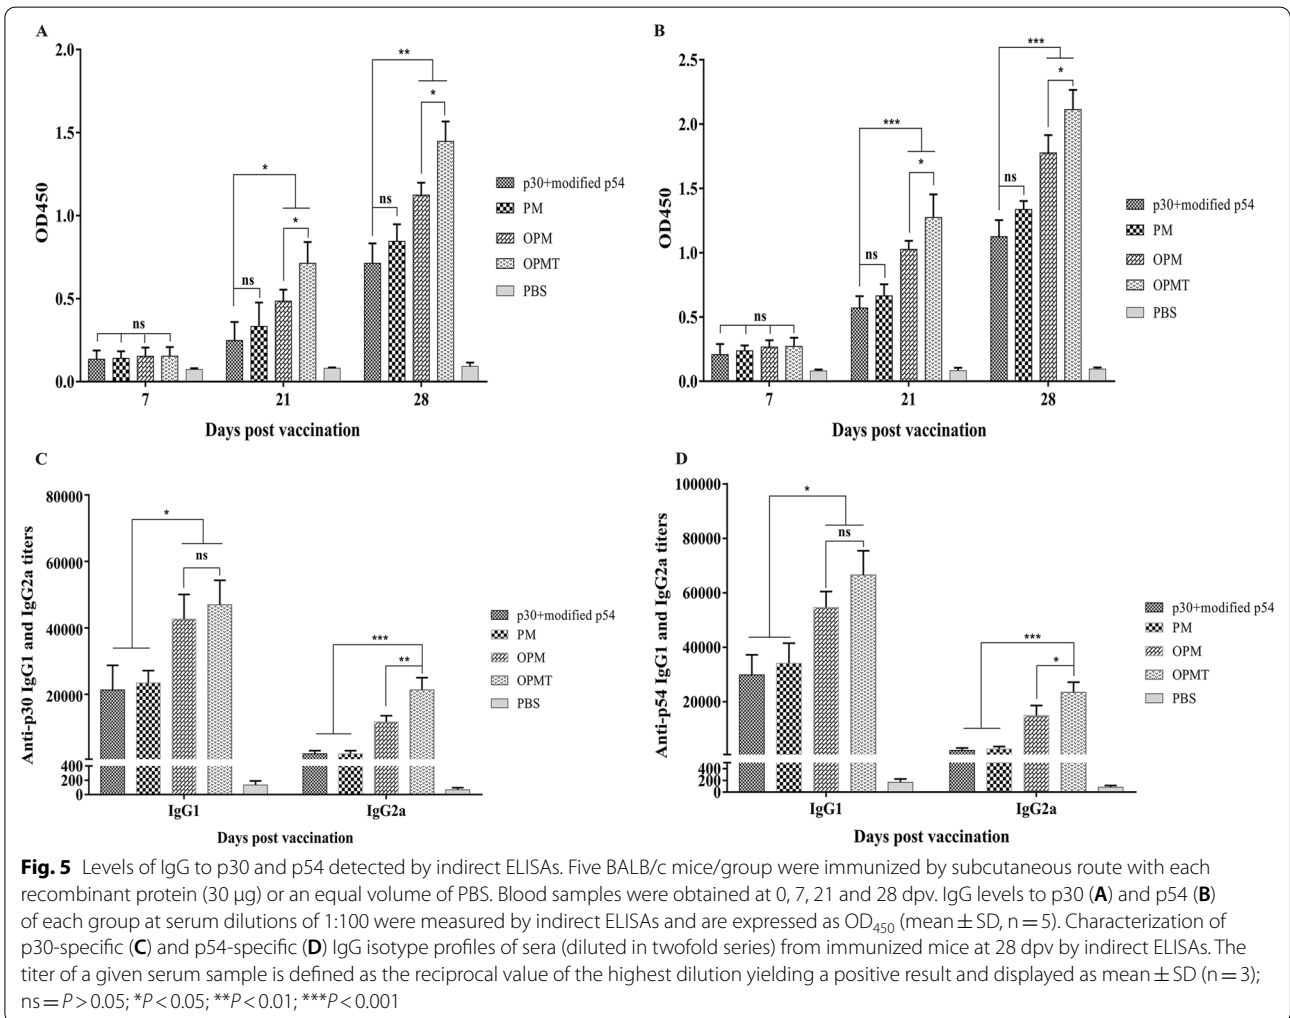 A
2.0
1.5
1.0
0.5
0.0
OD450
ns
ns
*
*
ns
*
**
7
21
28
Days post vaccination
p30+modified p54
PM
OPM
OPMT
PBS
B
2.5
2.0
1.5
1.0
0.5
0.0
OD450
ns
ns
*
***
ns
*
***
7
21
28
Days post vaccination
p30+modified p54
PM
OPM
OPMT
PBS
C
80000
60000
40000
20000
400
200
0
Anti-p30 IgG1 and IgG2a titers
*
ns
***
**
IgG1
IgG2a
Days post vaccination
p30+modified p54
PM
OPM
OPMT
PBS
D
100000
80000
60000
40000
20000
400
200
0
Anti-p54 IgG1 and IgG2a titers
*
ns
***
*
IgG1
IgG2a
Days post vaccination
p30+modified p54
PM
OPM
OPMT
PBS
Fig. 5 Levels of IgG to p30 and p54 detected by indirect ELISAs. Five BALB/c mice/group were immunized by subcutaneous route with each
recombinant protein (30 µg) or an equal volume of PBS. Blood samples were obtained at 0, 7, 21 and 28 dpv. IgG levels to p30 (A) and p54 (B)
of each group at serum dilutions of 1:100 were measured by indirect ELISAs and are expressed as OD450 (mean ± SD, n = 5). Characterization of
p30-specific (C) and p54-specific (D) IgG isotype profiles of sera (diluted in twofold series) from immunized mice at 28 dpv by indirect ELISAs. The
titer of a given serum sample is defined as the reciprocal value of the highest dilution yielding a positive result and displayed as mean ± SD (n = 3);
ns = P > 0.05; *P < 0.05; **P < 0.01; ***P < 0.001